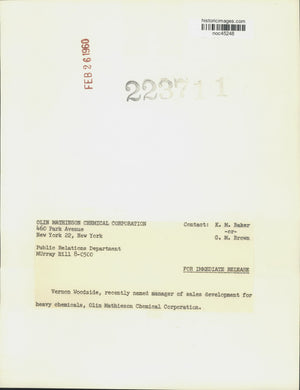 historicimages.com
noc45248
FEB 26 1960
223711
OLIN MATHIESON CHEMICAL CORPORATION
460 Park Avenue
New York 22, New York
Contact: K. M. Baker
-or-
G. M. Brown
Public Relations Department
MUrray Hill 8-0500
FOR IMMEDIATE RELEASE
Vernon Woodside, recently named manager of sales development for
heavy chemicals, Olin Mathieson Chemical Corporation.